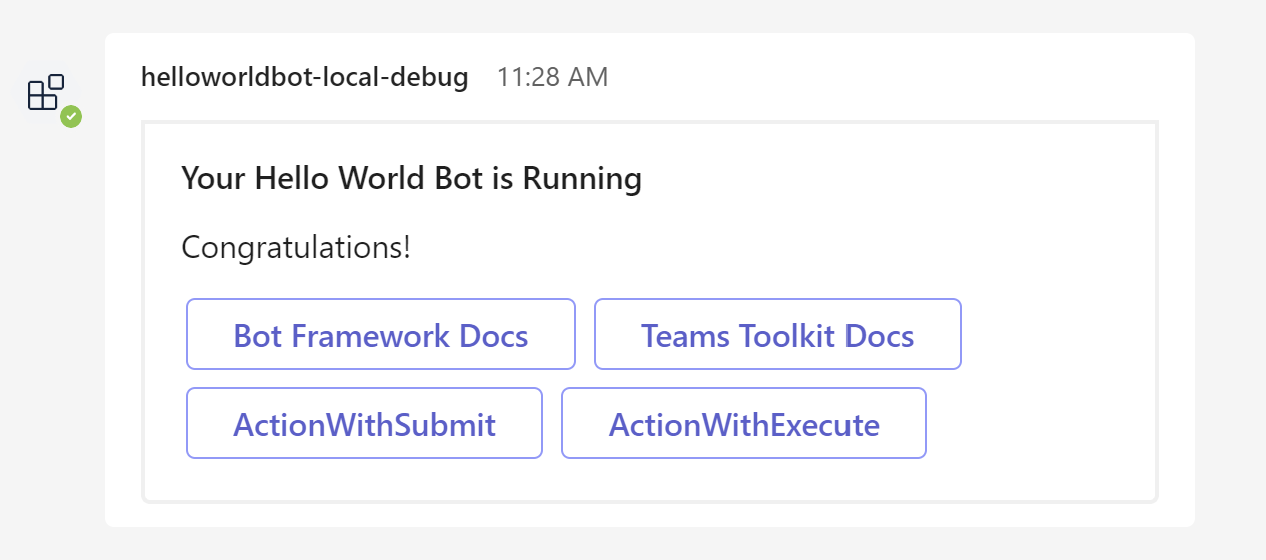 helloworldbot-local-debug 11:28 AM
Your Hello World Bot is Running
Congratulations!
Bot Framework Docs Teams Toolkit Docs
ActionWithSubmit ActionWithExecute